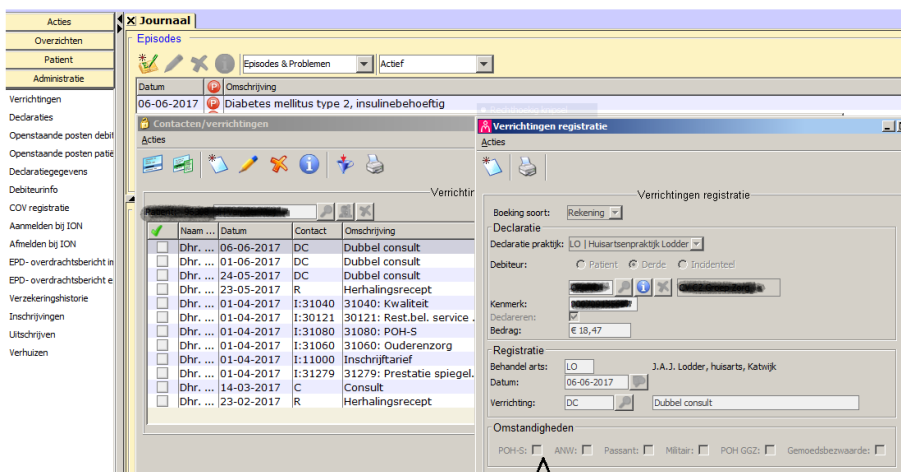 Acties
Overzichten
Patient
Administratie
Verrichtingen
Declaraties
Openstaande posten debit
Openstaande posten patië
Declaratiegegevens
Debiteurinfo
COV registratie
Aanmelden bij ION
Afmelden bij ION
EPD- overdrachtsbericht in
EPD- overdrachtsbericht e
Verzekeringshistorie
Inschrijvingen
Uitschrijven
Verhuizen
Journaal
Episodes
Episodes & Problemen Actief
Datum P Omschrijving
06-06-2017 P Diabetes mellitus type 2, insulinebehoeftig
Contacten/verrichtingen
Acties
Verrichtin
Naam ... Datum Contact Omschrijving
Dhr. ... 06-06-2017 DC Dubbel consult
Dhr. ... 01-06-2017 DC Dubbel consult
Dhr. ... 24-05-2017 DC Dubbel consult
Dhr. ... 23-05-2017 R Herhalingsrecept
Dhr. ... 01-04-2017 I:31040 31040: Kwaliteit
Dhr. ... 01-04-2017 I:30121 30121: Rest.bel. service .
Dhr. ... 01-04-2017 I:31080 31080: POH-S
Dhr. ... 01-04-2017 I:31060 31060: Ouderenzorg
Dhr. ... 01-04-2017 I:11000 Inschrijftarief
Dhr. ... 01-04-2017 I:31279 31279: Prestatie spiegel.
Dhr. ... 14-03-2017 C Consult
Dhr. ... 23-02-2017 R Herhalingsrecept
Verrichtingen registratie
Acties
Verrichtingen registratie
Boeking soort: Rekening
Declaratie
Declaratie praktijk: LO | Huisartsenpraktijk Lodder
Debiteur: Patient Derde Incidenteel
Kenmerk:
Declareren:
Bedrag: € 18,47
Registratie
Behandel arts: LO J.A.J. Lodder, huisarts, Katwijk
Datum: 06-06-2017
Verrichting: DC Dubbel consult
Omstandigheden
POH-S: ANW: Passant: Militair: POH GGZ: Gemoedsbezwaarde: